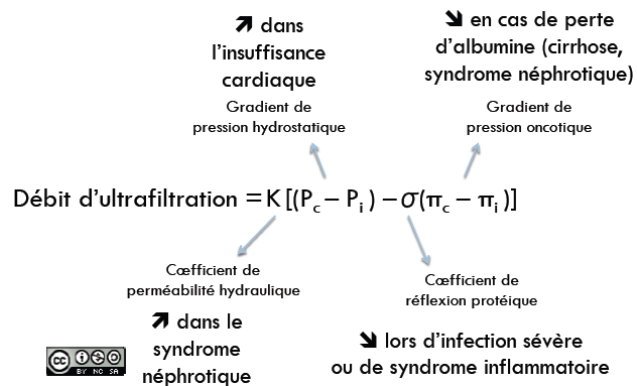 ↗ dans
l'insuffisance
cardiaque
Gradient de
pression hydrostatique
↘ en cas de perte
d'albumine (cirrhose,
syndrome néphrotique)
Gradient de
pression oncotique
Débit d'ultrafiltration = K [(Pc − Pi ) − σ(πc − πi )]
Cœfficient de
perméabilité hydraulique
↗ dans le
syndrome
néphrotique
Cœfficient de
réflexion protéique
↘ lors d'infection sévère
ou de syndrome inflammatoire
cc
BY NC SA